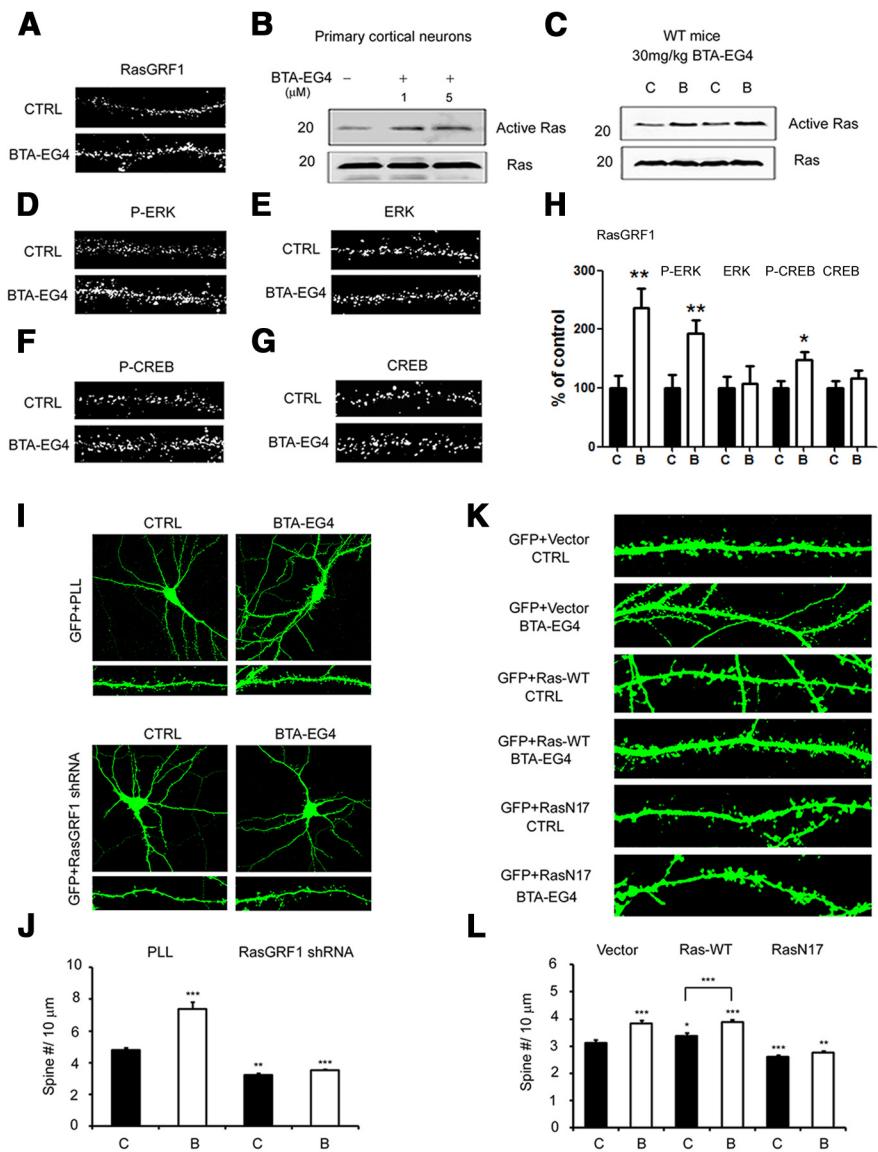 A
RasGRF1
CTRL
BTA-EG4
B
Primary cortical neurons
BTA-EG4 − + +
(μM) 1 5
20 Active Ras
20 Ras
C
WT mice
30mg/kg BTA-EG4
C B C B
20 Active Ras
20 Ras
D
P-ERK
CTRL
BTA-EG4
E
ERK
CTRL
BTA-EG4
F
P-CREB
CTRL
BTA-EG4
G
CREB
CTRL
BTA-EG4
H
RasGRF1
P-ERK ERK P-CREB CREB
% of control
300
200
100
0
** ** *
C B C B C B C B C B
I
CTRL BTA-EG4
GFP+PLL
CTRL BTA-EG4
GFP+RasGRF1 shRNA
J
PLL RasGRF1 shRNA
Spine #/ 10 μm
10
8
6
4
2
0
*** ** ***
C B C B
K
GFP+Vector
CTRL
GFP+Vector
BTA-EG4
GFP+Ras-WT
CTRL
GFP+Ras-WT
BTA-EG4
GFP+RasN17
CTRL
GFP+RasN17
BTA-EG4
L
Vector Ras-WT RasN17
Spine #/ 10 μm
6
5
4
3
2
1
0
***
*** * *** *** **
C B C B C B